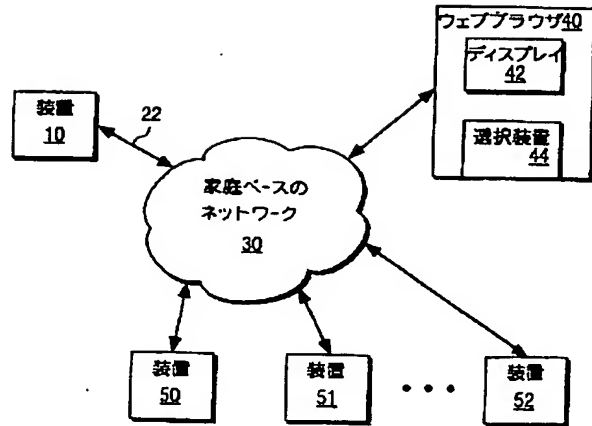 ウェブブラウザ40
ディスプレイ
42
選択装置
44
装置
10
22
家庭ベースの
ネットワーク
30
装置
50
装置
51
装置
52